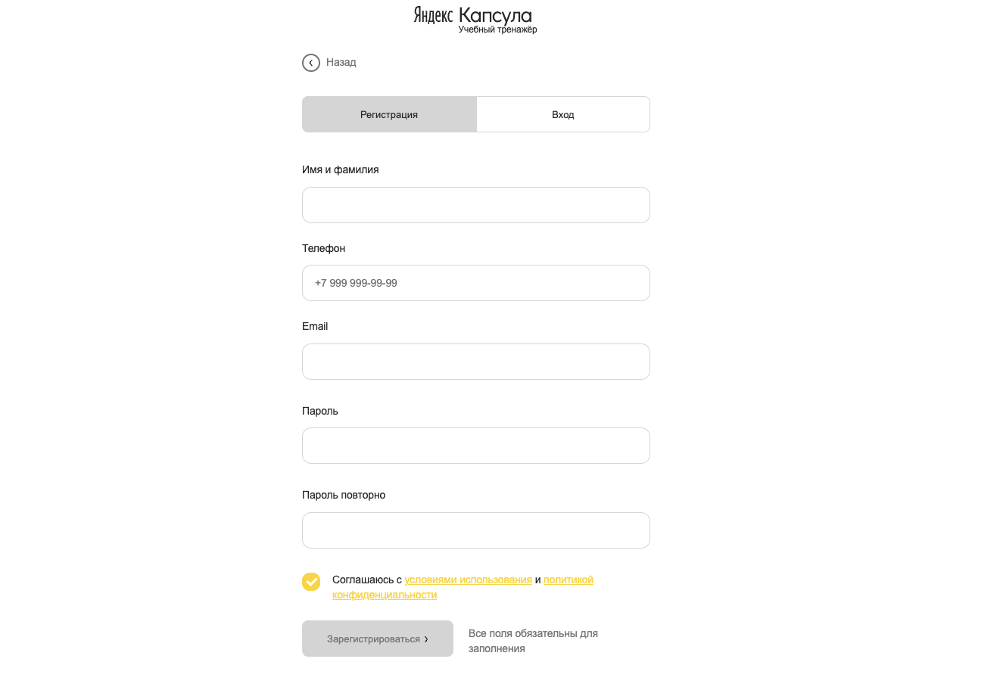 Яндекс Капсула
Учебный тренажёр
Назад
Регистрация
Вход
Имя и фамилия
Телефон
+7 999 999-99-99
Email
Пароль
Пароль повторно
Соглашаюсь с условиями использования и политикой
конфиденциальности
Зарегистрироваться
Все поля обязательны для
заполнения